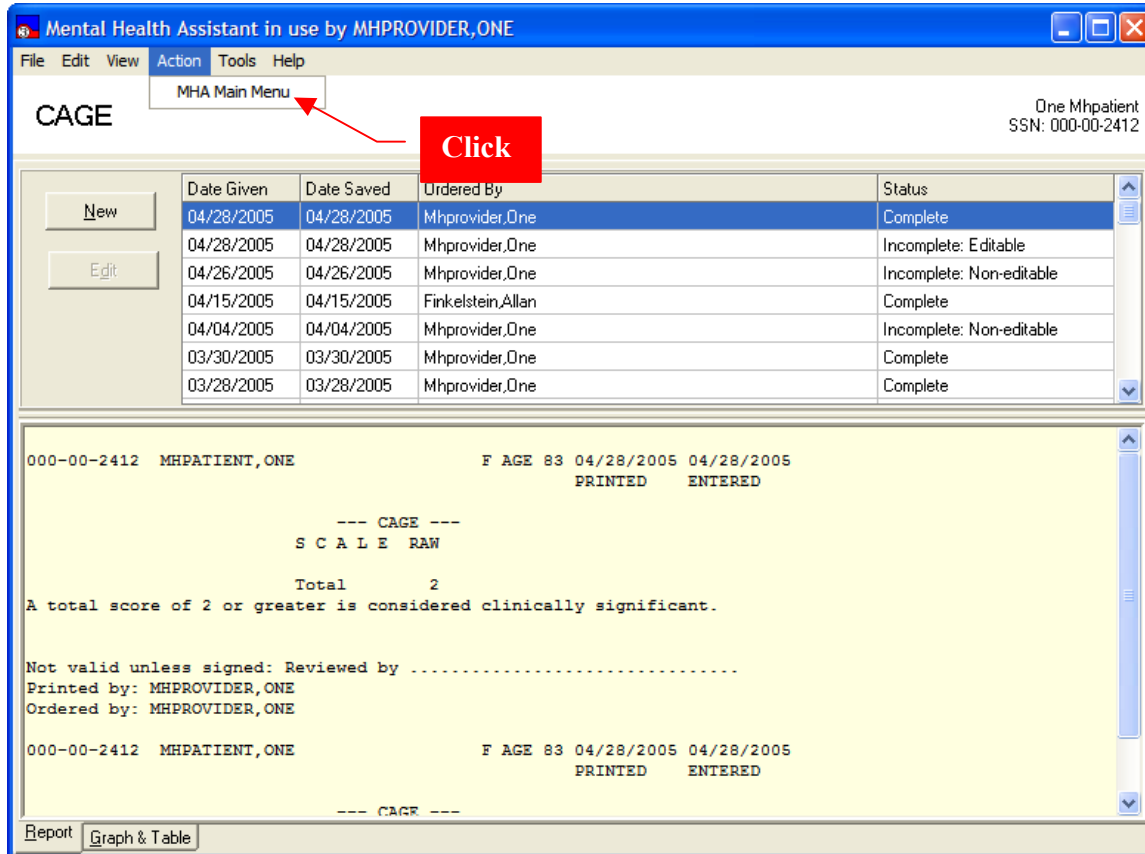 Mental Health Assistant in use by MHPROVIDER,ONE
File Edit View Action Tools Help
MHA Main Menu
CAGE
One Mhpatient
SSN: 000-00-2412
Click
New
Edit
Date Given Date Saved Ordered By Status
04/28/2005 04/28/2005 Mhprovider,One Complete
04/28/2005 04/28/2005 Mhprovider,One Incomplete: Editable
04/26/2005 04/26/2005 Mhprovider,One Incomplete: Non-editable
04/15/2005 04/15/2005 Finkelstein,Allan Complete
04/04/2005 04/04/2005 Mhprovider,One Incomplete: Non-editable
03/30/2005 03/30/2005 Mhprovider,One Complete
03/28/2005 03/28/2005 Mhprovider,One Complete
000-00-2412 MHPATIENT,ONE F AGE 83 04/28/2005 04/28/2005
PRINTED ENTERED
--- CAGE ---
S C A L E RAW
Total 2
A total score of 2 or greater is considered clinically significant.
Not valid unless signed: Reviewed by ................................
Printed by: MHPROVIDER,ONE
Ordered by: MHPROVIDER,ONE
000-00-2412 MHPATIENT,ONE F AGE 83 04/28/2005 04/28/2005
PRINTED ENTERED
--- CAGE ---
Report Graph & Table